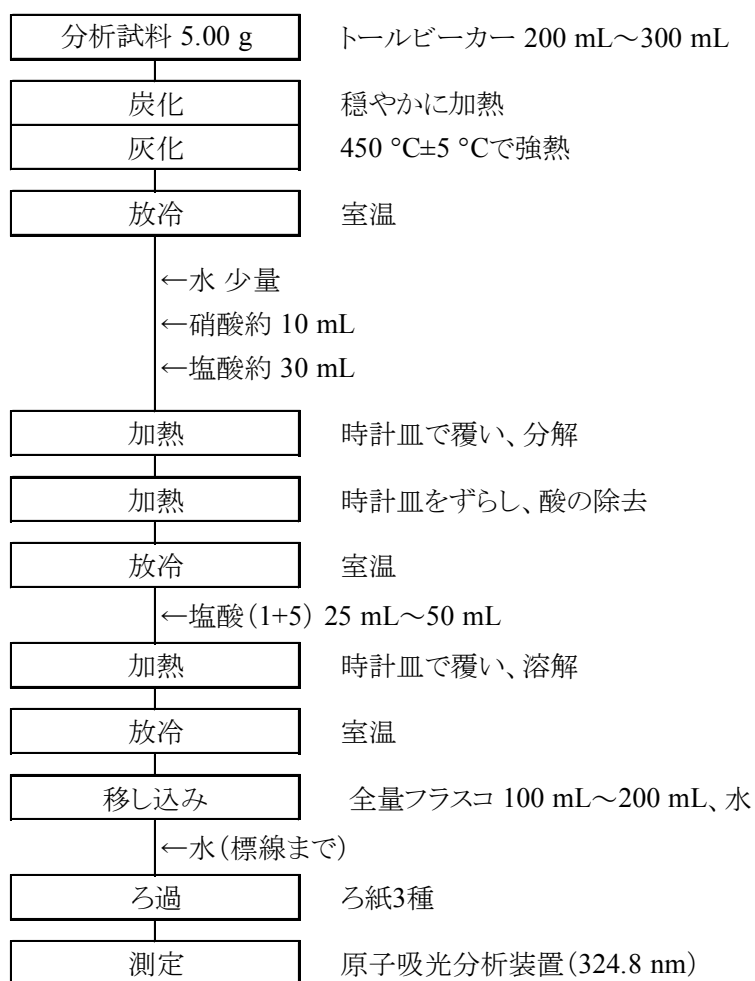 分析試料 5.00 g　トールビーカー 200 mL～300 mL
炭化　穏やかに加熱
灰化　450 °C±5 °Cで強熱
放冷　室温
←水 少量
←硝酸約 10 mL
←塩酸約 30 mL
加熱　時計皿で覆い、分解
加熱　時計皿をずらし、酸の除去
放冷　室温
←塩酸（1+5） 25 mL～50 mL
加熱　時計皿で覆い、溶解
放冷　室温
移し込み　全量フラスコ 100 mL～200 mL、水
←水（標線まで）
ろ過　ろ紙3種
測定　原子吸光分析装置（324.8 nm）